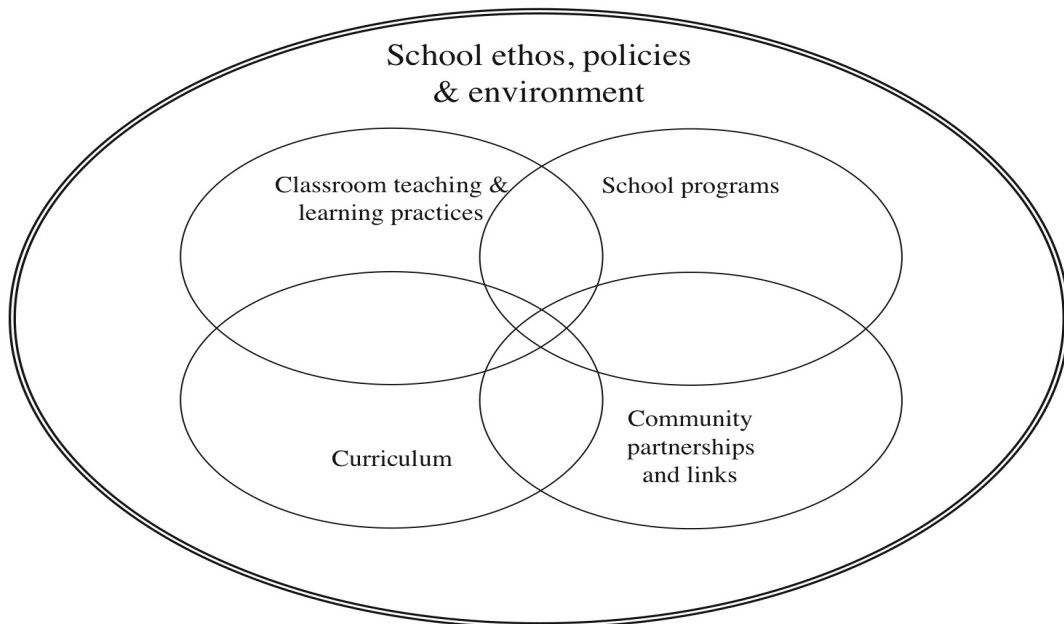 School ethos, policies
& environment
Classroom teaching &
learning practices
School programs
Curriculum
Community
partnerships
and links